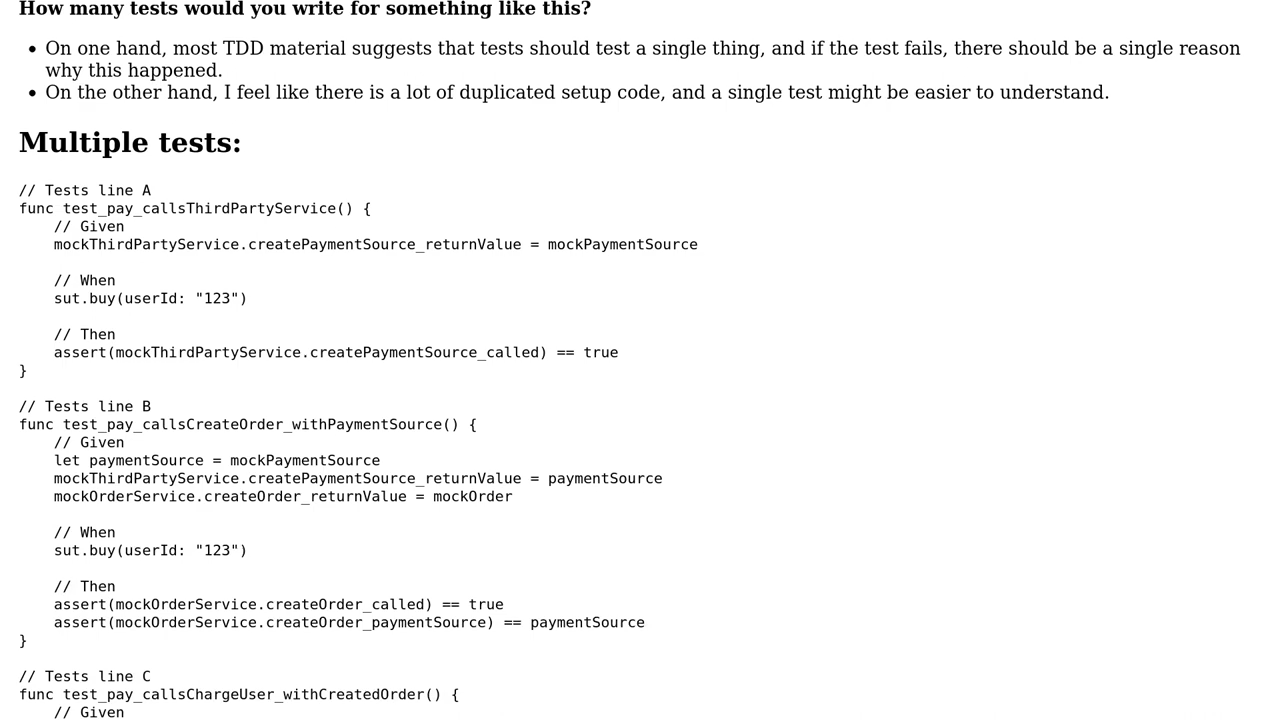 How many tests would you write for something like this?
• On one hand, most TDD material suggests that tests should test a single thing, and if the test fails, there should be a single reason
why this happened.
• On the other hand, I feel like there is a lot of duplicated setup code, and a single test might be easier to understand.
Multiple tests:
// Tests line A
func test_pay_callsThirdPartyService() {
    // Given
    mockThirdPartyService.createPaymentSource_returnValue = mockPaymentSource
    // When
    sut.buy(userId: "123")
    // Then
    assert(mockThirdPartyService.createPaymentSource_called) == true
}
// Tests line B
func test_pay_callsCreateOrder_withPaymentSource() {
    // Given
    let paymentSource = mockPaymentSource
    mockThirdPartyService.createPaymentSource_returnValue = paymentSource
    mockOrderService.createOrder_returnValue = mockOrder
    // When
    sut.buy(userId: "123")
    // Then
    assert(mockOrderService.createOrder_called) == true
    assert(mockOrderService.createOrder_paymentSource) == paymentSource
}
// Tests line C
func test_pay_callsChargeUser_withCreatedOrder() {
    // Given